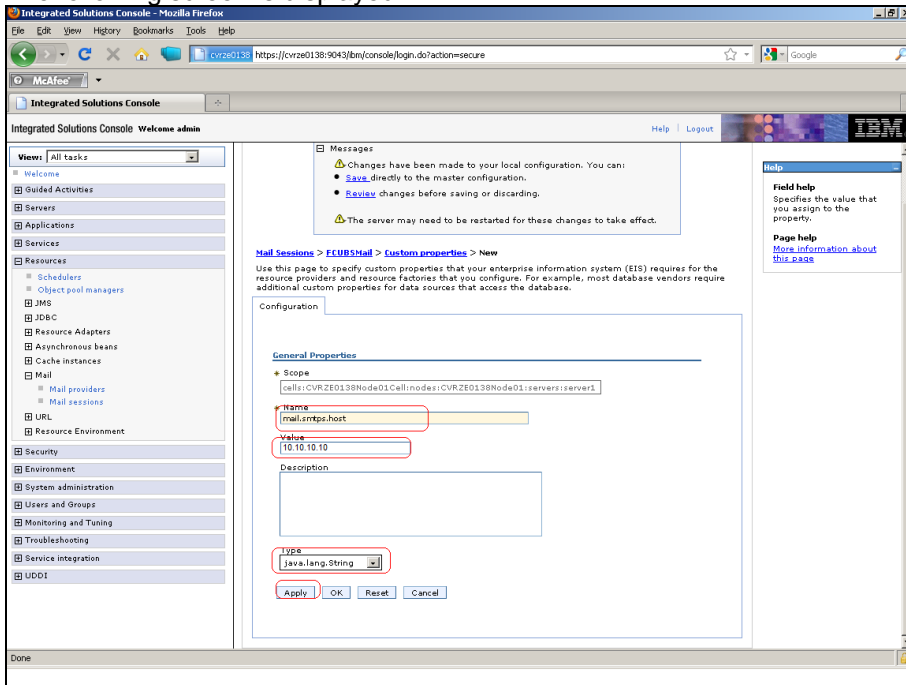 Integrated Solutions Console - Mozilla Firefox
File Edit View History Bookmarks Tools Help
cvrze0138 https://cvrze0138:9043/ibm/console/login.do?action=secure
Google
McAfee
Integrated Solutions Console
Integrated Solutions Console Welcome admin
Help | Logout
IBM
View: All tasks
Welcome
Guided Activities
Servers
Applications
Services
Resources
Schedulers
Object pool managers
JMS
JDBC
Resource Adapters
Asynchronous beans
Cache instances
Mail
Mail providers
Mail sessions
URL
Resource Environment
Security
Environment
System administration
Users and Groups
Monitoring and Tuning
Troubleshooting
Service integration
UDDI
Messages
Changes have been made to your local configuration. You can:
Save directly to the master configuration.
Review changes before saving or discarding.
The server may need to be restarted for these changes to take effect.
Mail Sessions > FCUBSMail > Custom properties > New
Use this page to specify custom properties that your enterprise information system (EIS) requires for the
resource providers and resource factories that you configure. For example, most database vendors require
additional custom properties for data sources that access the database.
Configuration
General Properties
* Scope
cells:CVRZE0138Node01Cell:nodes:CVRZE0138Node01:servers:server1
* Name
mail.smtps.host
Value
10.10.10.10
Description
Type
java.lang.String
Apply OK Reset Cancel
Help
Field help
Specifies the value that
you assign to the
property.
Page help
More information about
this page
Done